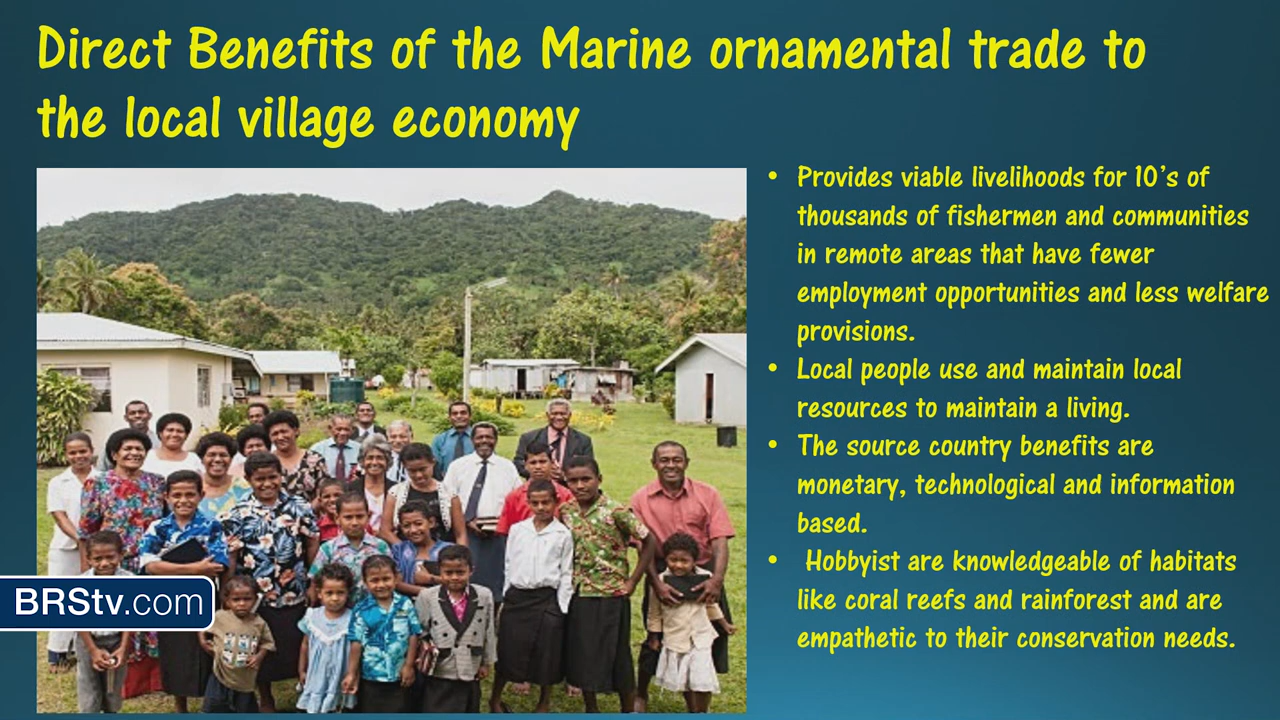 Direct Benefits of the Marine ornamental trade to
the local village economy
• Provides viable livelihoods for 10's of
thousands of fishermen and communities
in remote areas that have fewer
employment opportunities and less welfare
provisions.
• Local people use and maintain local
resources to maintain a living.
• The source country benefits are
monetary, technological and information
based.
• Hobbyist are knowledgeable of habitats
like coral reefs and rainforest and are
empathetic to their conservation needs.
BRStv.com